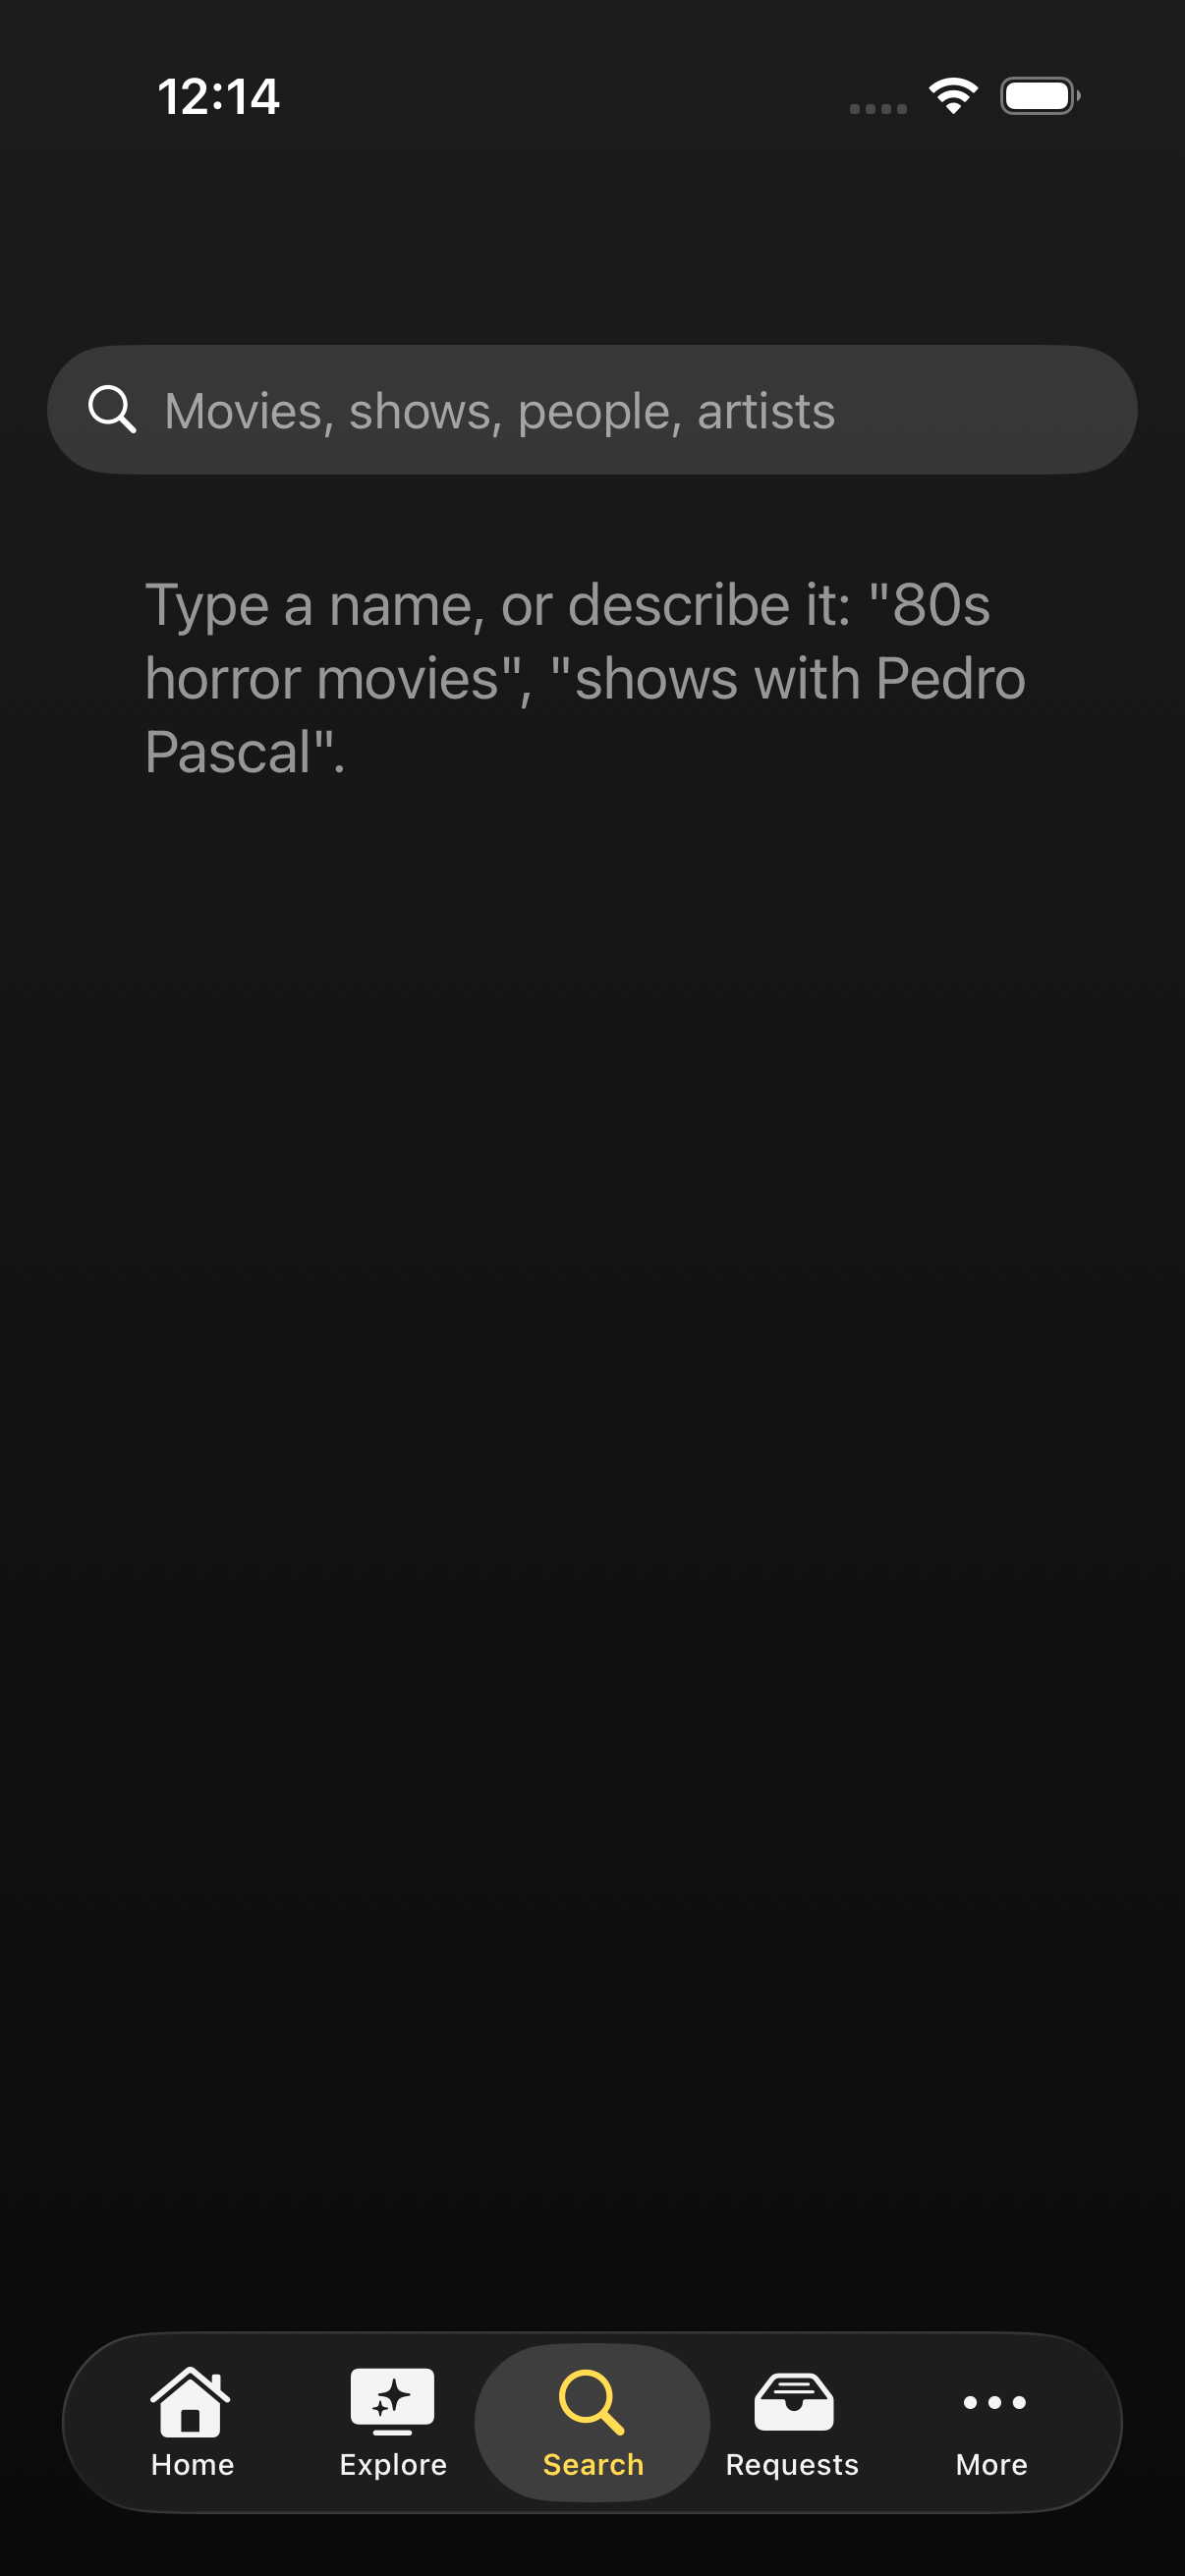 12:14
Movies, shows, people, artists
Type a name, or describe it: "80s
horror movies", "shows with Pedro
Pascal".
Home
Explore
Search
Requests
More